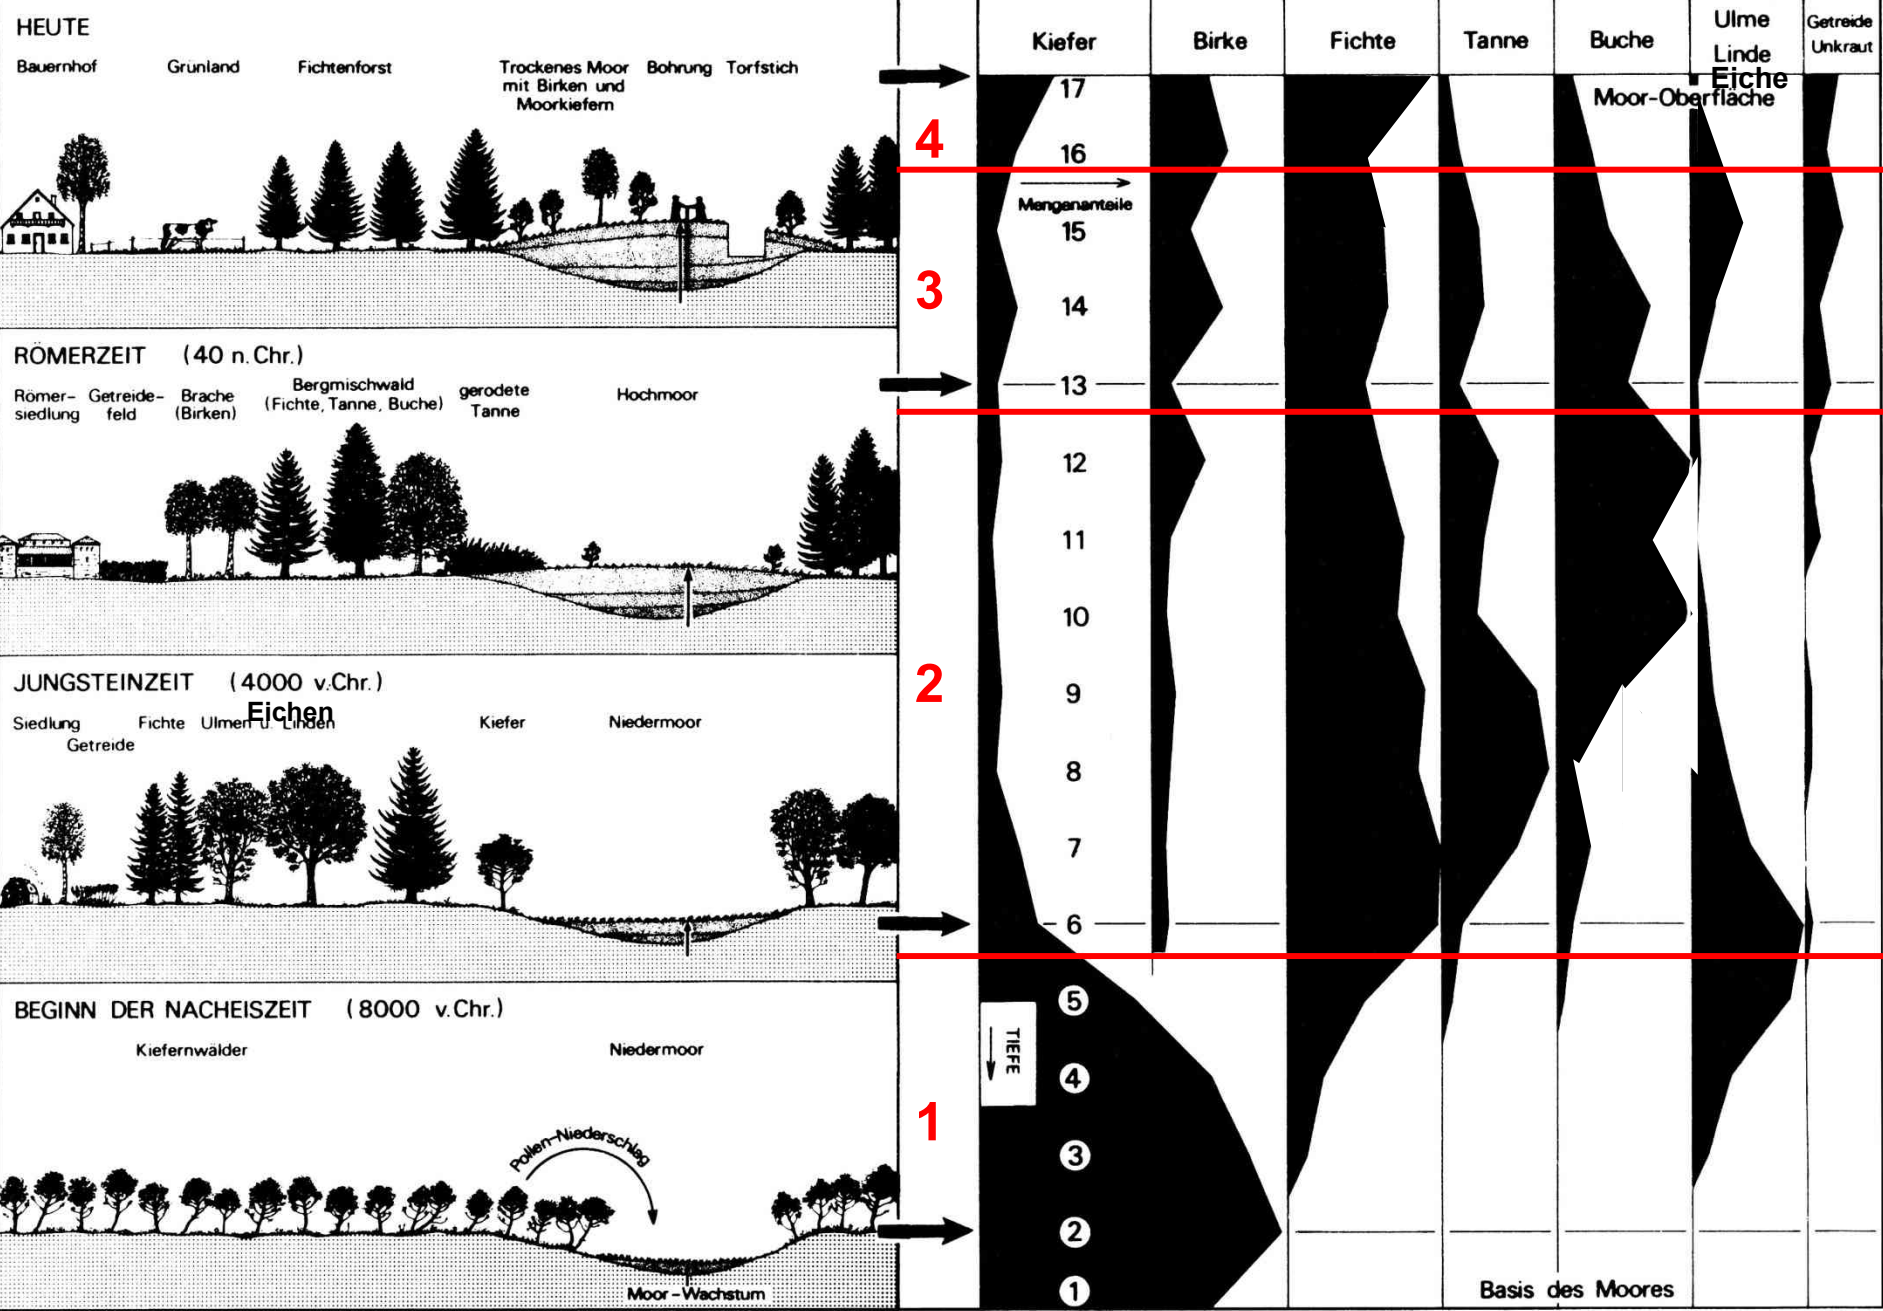 HEUTE
Bauernhof
Grünland
Fichtenforst
Trockenes Moor
mit Birken und
Moorkiefern
Bohrung
Torfstich
RÖMERZEIT (40 n.Chr.)
Römer-
siedlung
Getreide-
feld
Brache
(Birken)
Bergmischwald
(Fichte, Tanne, Buche)
gerodete
Tanne
Hochmoor
JUNGSTEINZEIT (4000 v.Chr.)
Eichen
Siedlung
Getreide
Fichte
Ulmen u. Linden
Kiefer
Niedermoor
BEGINN DER NACHEISZEIT (8000 v.Chr.)
Kiefernwälder
Niedermoor
Pollen-Niederschlag
Moor-Wachstum
4
3
2
1
Kiefer
Birke
Fichte
Tanne
Buche
Ulme
Linde
Eiche
Getreide
Unkraut
Moor-Oberfläche
17
16
Mengenanteile
15
14
13
12
11
10
9
8
7
6
5
TIEFE
4
3
2
1
Basis des Moores